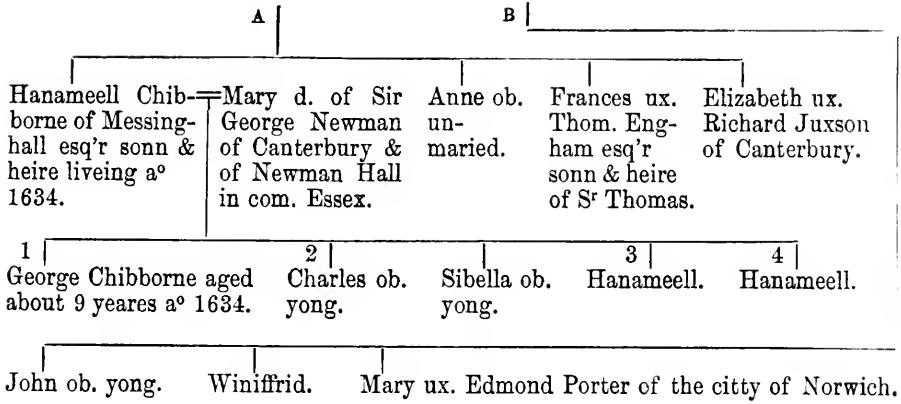 A B
Hanameell Chib-
borne of Messing-
hall esq'r sonn &
heire liveing aº
1634.
Mary d. of Sir
George Newman
of Canterbury &
of Newman Hall
in com. Essex.
Anne ob.
un-
maried.
Frances ux.
Thom. Eng-
ham esq'r
sonn & heire
of Sʳ Thomas.
Elizabeth ux.
Richard Juxson
of Canterbury.
1
George Chibborne aged
about 9 yeares aº 1634.
2
Charles ob.
yong.
Sibella ob.
yong.
3
Hanameell.
4
Hanameell.
John ob. yong.
Winiffrid.
Mary ux. Edmond Porter of the citty of Norwich.